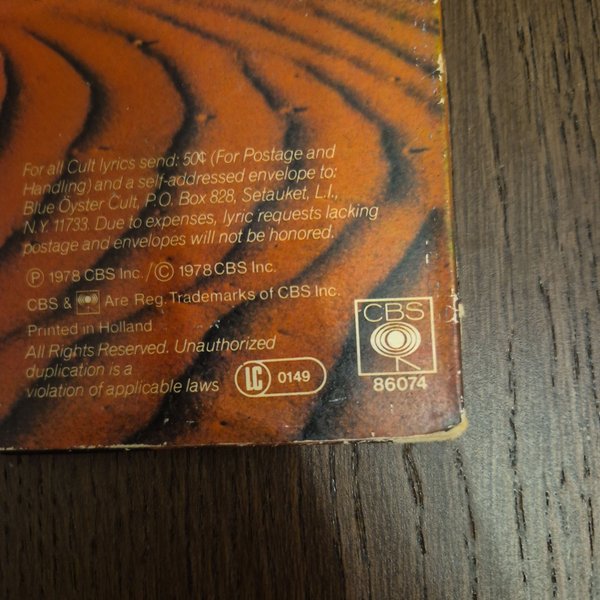 For all Cult lyrics send: 50¢ (For Postage and
Handling) and a self-addressed envelope to:
Blue Öyster Cult, P.O. Box 828, Setauket, L.I.,
N.Y. 11733. Due to expenses, lyric requests lacking
postage and envelopes will not be honored.
Ⓟ 1978 CBS Inc./Ⓒ 1978 CBS Inc.
CBS & Are Reg. Trademarks of CBS Inc.
Printed in Holland
All Rights Reserved. Unauthorized
duplication is a
violation of applicable laws
LC 0149
CBS
86074